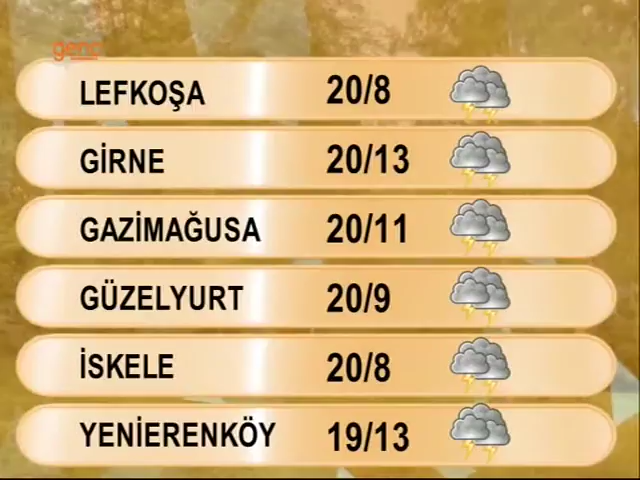 genç
LEFKOŞA 20/8
GİRNE 20/13
GAZİMAĞUSA 20/11
GÜZELYURT 20/9
İSKELE 20/8
YENİERENKÖY 19/13